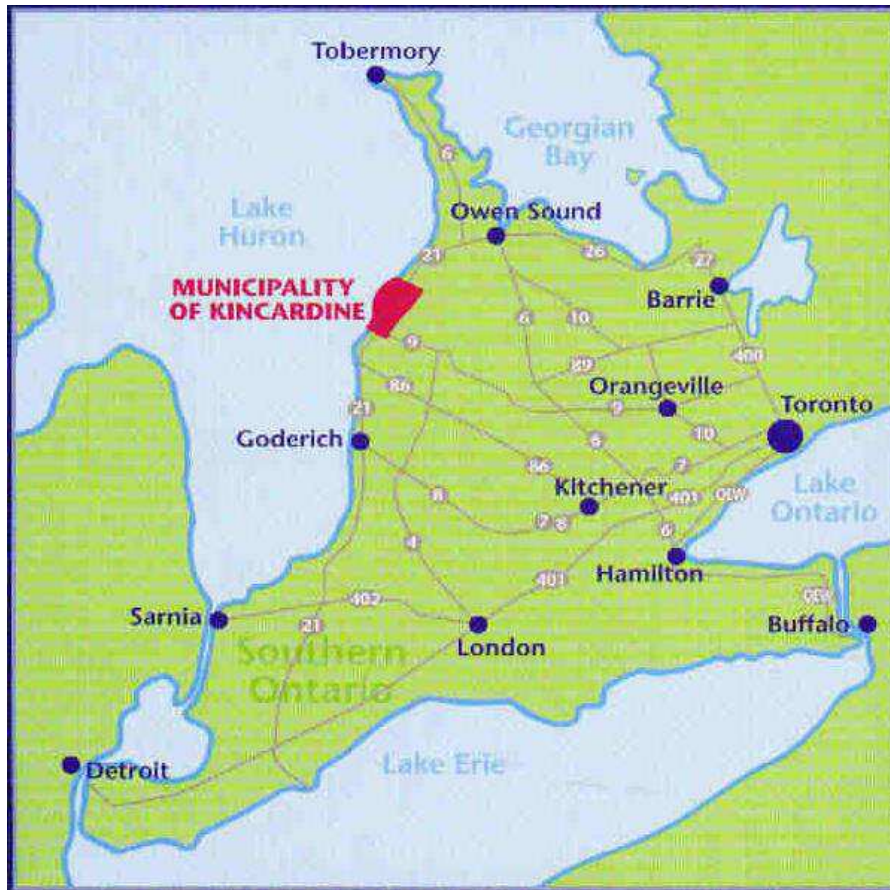 Tobermory
Georgian
Bay
6
Lake
Huron
Owen Sound
21
26
27
MUNICIPALITY
OF KINCARDINE
Barrie
6
10
9
400
89
86
Orangeville
Toronto
21
9
10
Goderich
6
86
7
Kitchener
401
QEW
Lake
Ontario
8
7 8
6
4
Hamilton
401
402
QEW
Sarnia
21
London
Buffalo
Southern
Ontario
Lake Erie
Detroit